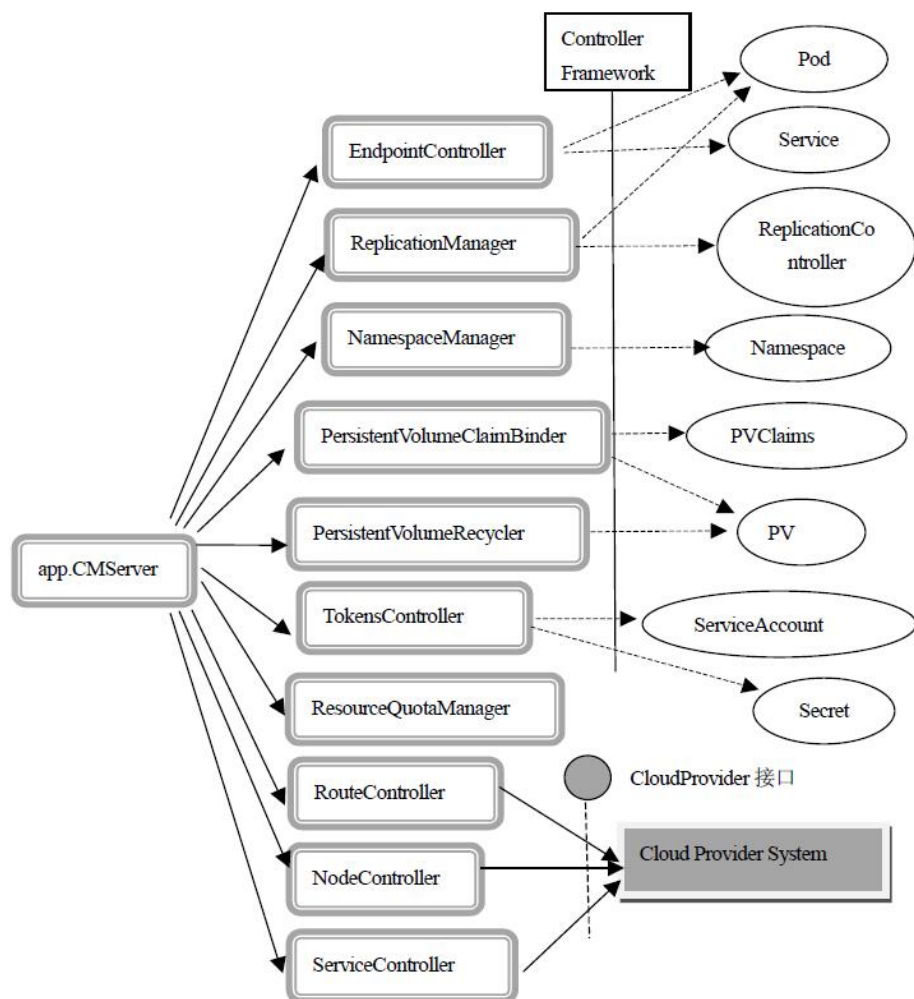 Controller
Framework
Pod
EndpointController
Service
ReplicationManager
ReplicationCo
ntroller
NamespaceManager
Namespace
PersistentVolumeClaimBinder
PVClaims
PersistentVolumeRecycler
PV
app.CMServer
TokensController
ServiceAccount
ResourceQuotaManager
Secret
RouteController
CloudProvider 接口
Cloud Provider System
NodeController
ServiceController